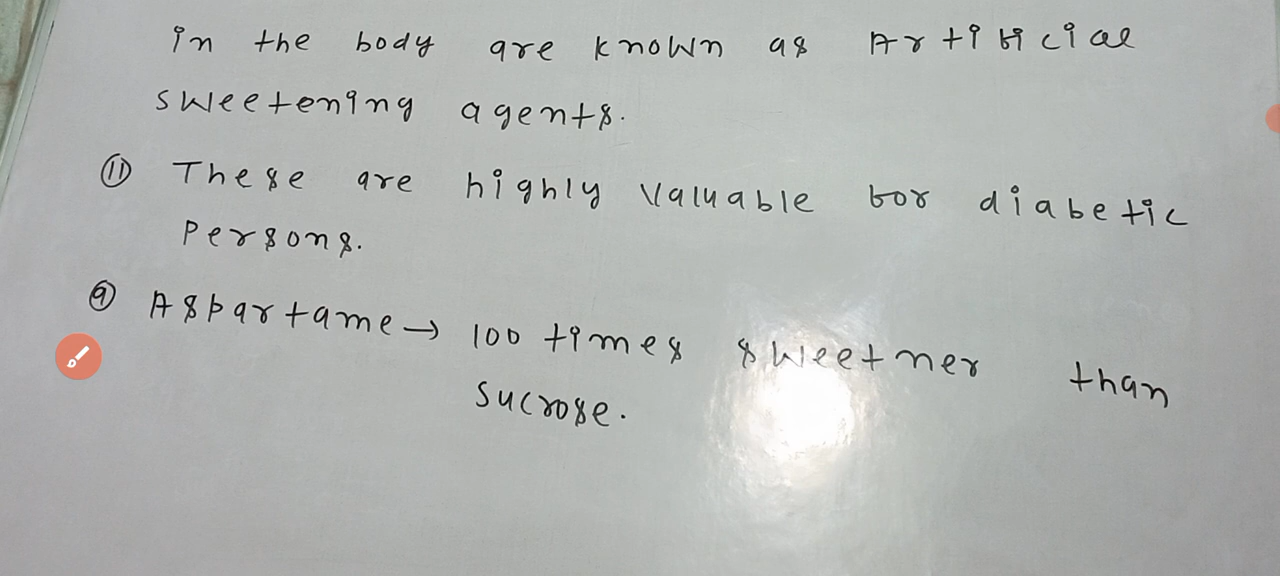 in the body are known as Artificial
sweetening agents.
(ii) These are highly valuable for diabetic
Persons.
(a) Aspartame → 100 times sweetner than
sucrose.